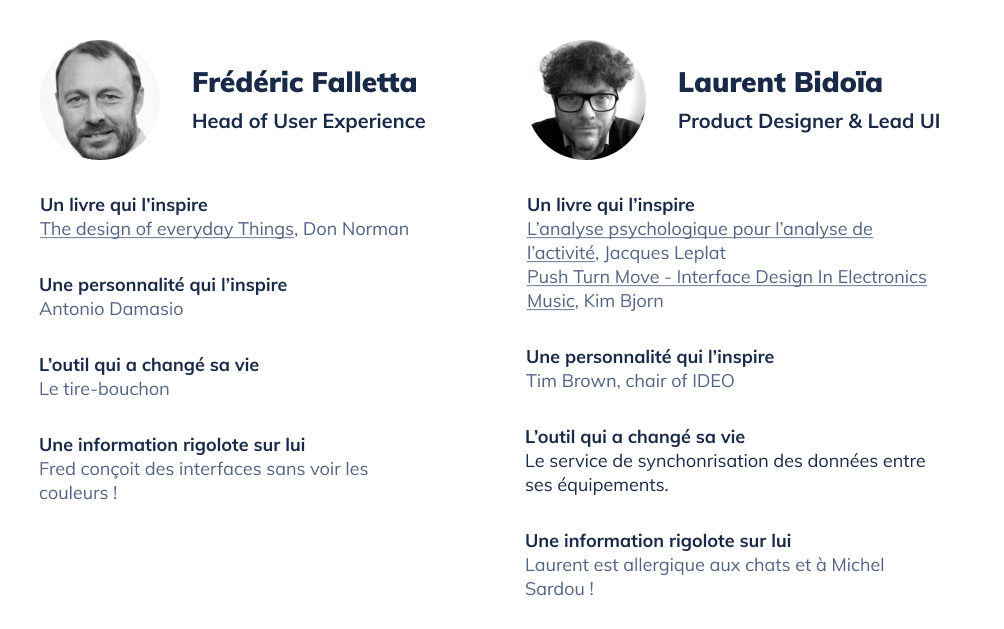 Frédéric Falletta
Head of User Experience
Un livre qui l’inspire
The design of everyday Things, Don Norman
Une personnalité qui l’inspire
Antonio Damasio
L’outil qui a changé sa vie
Le tire-bouchon
Une information rigolote sur lui
Fred conçoit des interfaces sans voir les
couleurs !
Laurent Bidoïa
Product Designer & Lead UI
Un livre qui l’inspire
L’analyse psychologique pour l’analyse de
l’activité, Jacques Leplat
Push Turn Move - Interface Design In Electronics
Music, Kim Bjorn
Une personnalité qui l’inspire
Tim Brown, chair of IDEO
L’outil qui a changé sa vie
Le service de synchonrisation des données entre
ses équipements.
Une information rigolote sur lui
Laurent est allergique aux chats et à Michel
Sardou !